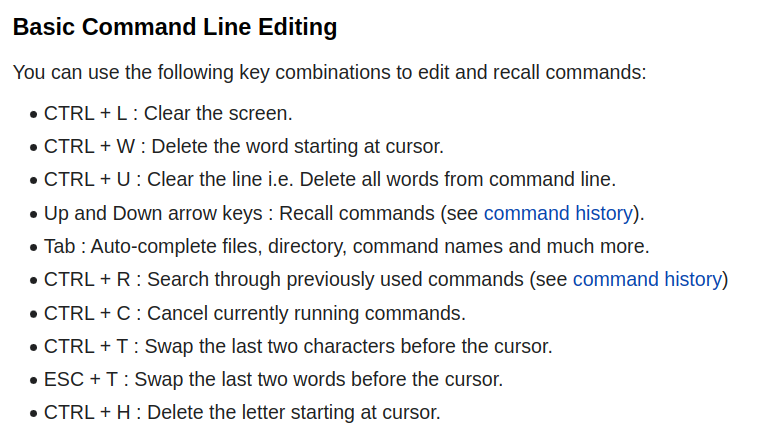 Basic Command Line Editing
You can use the following key combinations to edit and recall commands:
• CTRL + L : Clear the screen.
• CTRL + W : Delete the word starting at cursor.
• CTRL + U : Clear the line i.e. Delete all words from command line.
• Up and Down arrow keys : Recall commands (see command history).
• Tab : Auto-complete files, directory, command names and much more.
• CTRL + R : Search through previously used commands (see command history)
• CTRL + C : Cancel currently running commands.
• CTRL + T : Swap the last two characters before the cursor.
• ESC + T : Swap the last two words before the cursor.
• CTRL + H : Delete the letter starting at cursor.